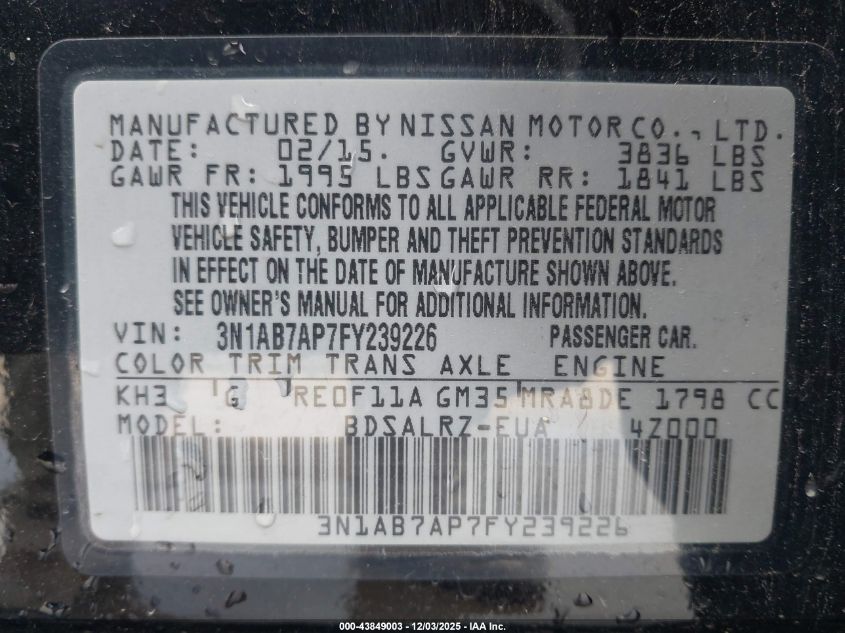 MANUFACTURED BY NISSAN MOTOR CO., LTD.
DATE: 02/15. GVWR: 3836 LBS
GAWR FR: 1995 LBS GAWR RR: 1841 LBS
THIS VEHICLE CONFORMS TO ALL APPLICABLE FEDERAL MOTOR
VEHICLE SAFETY, BUMPER AND THEFT PREVENTION STANDARDS
IN EFFECT ON THE DATE OF MANUFACTURE SHOWN ABOVE.
SEE OWNER'S MANUAL FOR ADDITIONAL INFORMATION.
VIN: 3N1AB7AP7FY239226 PASSENGER CAR.
COLOR TRIM TRANS AXLE ENGINE
KH3 G RE0F11A GM35 MRA8DE 1798 CC
MODEL: BDSALRZ-EUA 4Z000
3N1AB7AP7FY239226
000-43849003 - 12/03/2025 - IAA Inc.